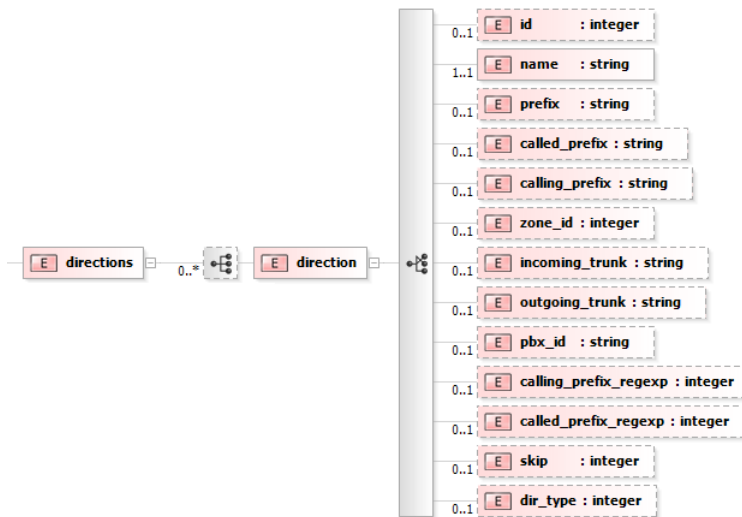 E id : integer
0..1
E name : string
1..1
E prefix : string
0..1
E called_prefix : string
0..1
E calling_prefix : string
0..1
E zone_id : integer
0..1
E directions
0..*
E direction
E incoming_trunk : string
0..1
E outgoing_trunk : string
0..1
E pbx_id : string
0..1
E calling_prefix_regexp : integer
0..1
E called_prefix_regexp : integer
0..1
E skip : integer
0..1
E dir_type : integer
0..1